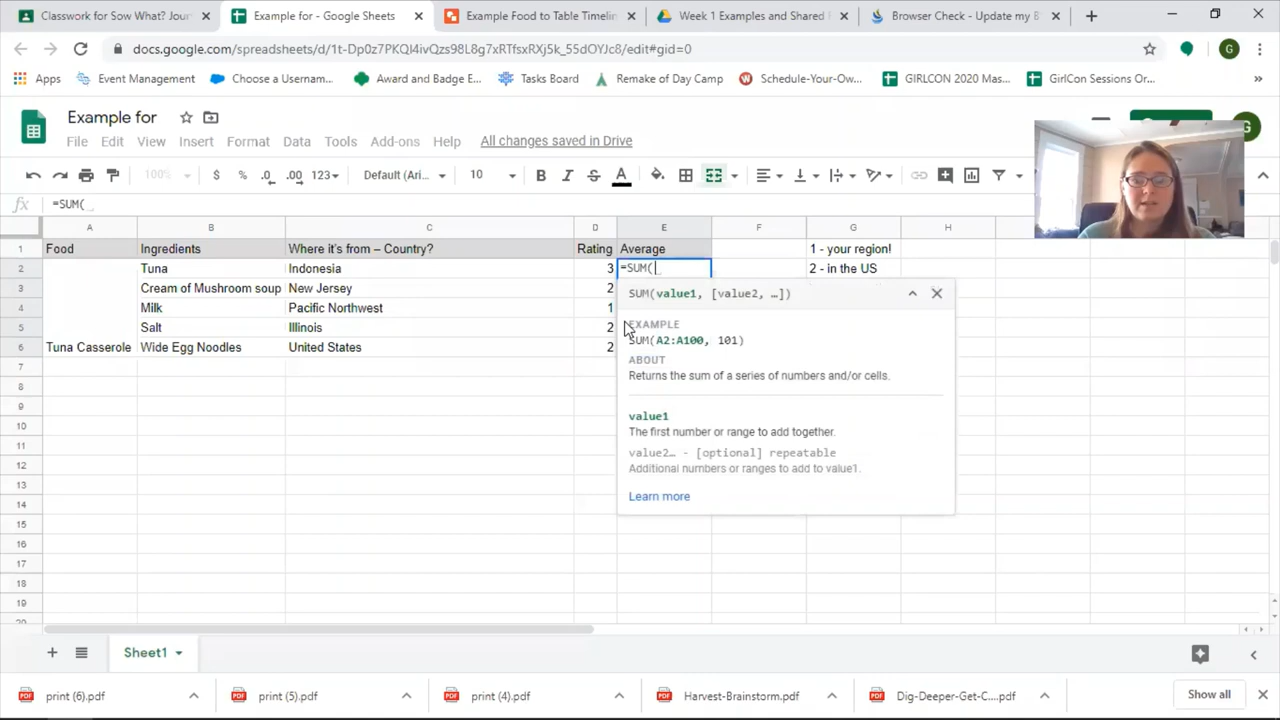 Classwork for Sow What? Jour
Example for - Google Sheets
Example Food to Table Timelin
Week 1 Examples and Shared F
Browser Check - Update my B
docs.google.com/spreadsheets/d/1t-Dp0z7PKQl4ivQzs98L8g7xRTfsxRXj5k_55dOYJc8/edit#gid=0
G
Apps
Event Management
Choose a Usernam...
Award and Badge E...
Tasks Board
Remake of Day Camp
Schedule-Your-Ow...
GIRLCON 2020 Mas...
GirlCon Sessions Or...
Example for
File Edit View Insert Format Data Tools Add-ons Help All changes saved in Drive
100% $ % .0 .00 123 Default (Ari... 10 B I S A
fx =SUM(
A B C D E F G H
1 Food Ingredients Where it's from – Country? Rating Average 1 - your region!
2 Tuna Indonesia 3 =SUM( 2 - in the US
3 Cream of Mushroom soup New Jersey 2
4 Milk Pacific Northwest 1
5 Salt Illinois 2
6 Tuna Casserole Wide Egg Noodles United States 2
7
8
9
10
11
12
13
14
15
16
17
18
19
SUM(value1, [value2, …])
EXAMPLE
SUM(A2:A100, 101)
ABOUT
Returns the sum of a series of numbers and/or cells.
value1
The first number or range to add together.
value2… - [optional] repeatable
Additional numbers or ranges to add to value1.
Learn more
Sheet1
print (6).pdf
print (5).pdf
print (4).pdf
Harvest-Brainstorm.pdf
Dig-Deeper-Get-C....pdf
Show all